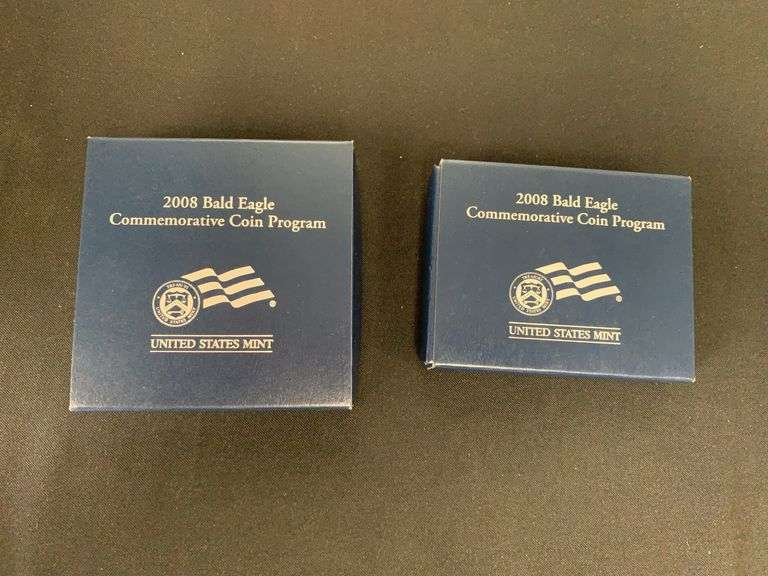 2008 Bald Eagle
Commemorative Coin Program
UNITED STATES MINT
2008 Bald Eagle
Commemorative Coin Program
UNITED STATES MINT